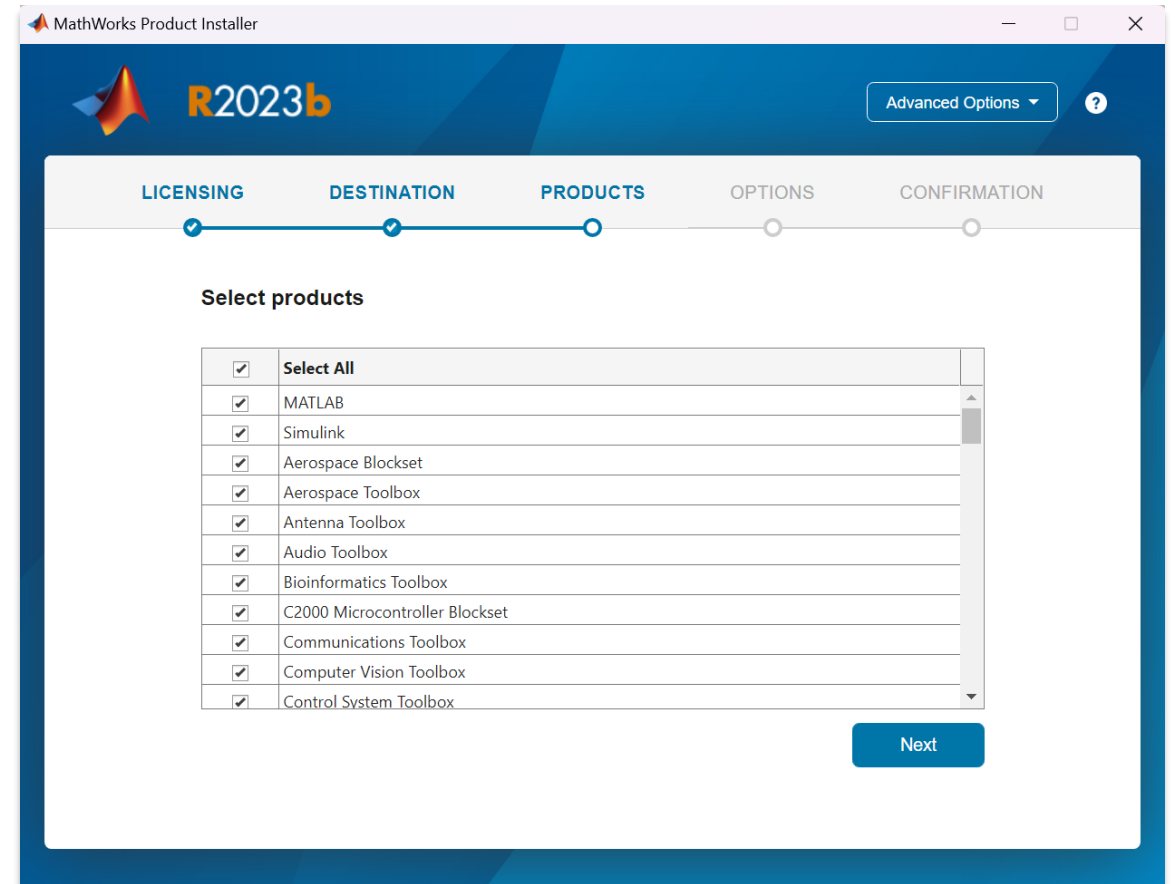 MathWorks Product Installer
R2023b
Advanced Options
?
LICENSING DESTINATION PRODUCTS OPTIONS CONFIRMATION
Select products
Select All
MATLAB
Simulink
Aerospace Blockset
Aerospace Toolbox
Antenna Toolbox
Audio Toolbox
Bioinformatics Toolbox
C2000 Microcontroller Blockset
Communications Toolbox
Computer Vision Toolbox
Control System Toolbox
Next